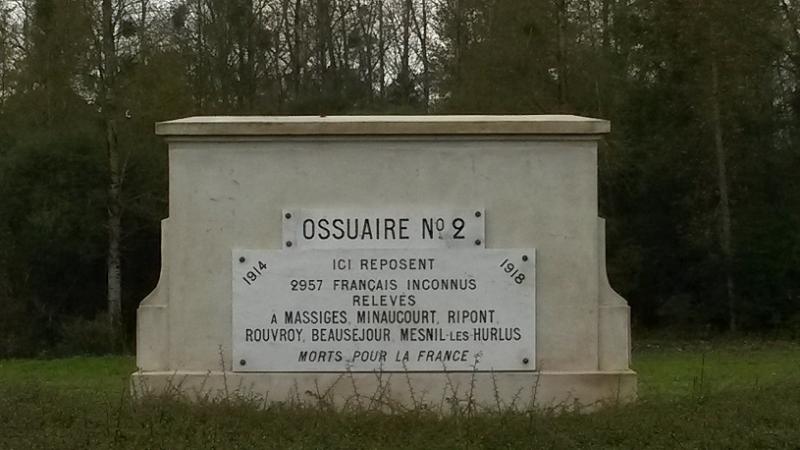 OSSUAIRE Nº 2
1914 1918
ICI REPOSENT
2957 FRANÇAIS INCONNUS
RELEVÉS
À MASSIGES, MINAUCOURT, RIPONT,
ROUVROY, BEAUSÉJOUR, MESNIL-LES-HURLUS
MORTS POUR LA FRANCE